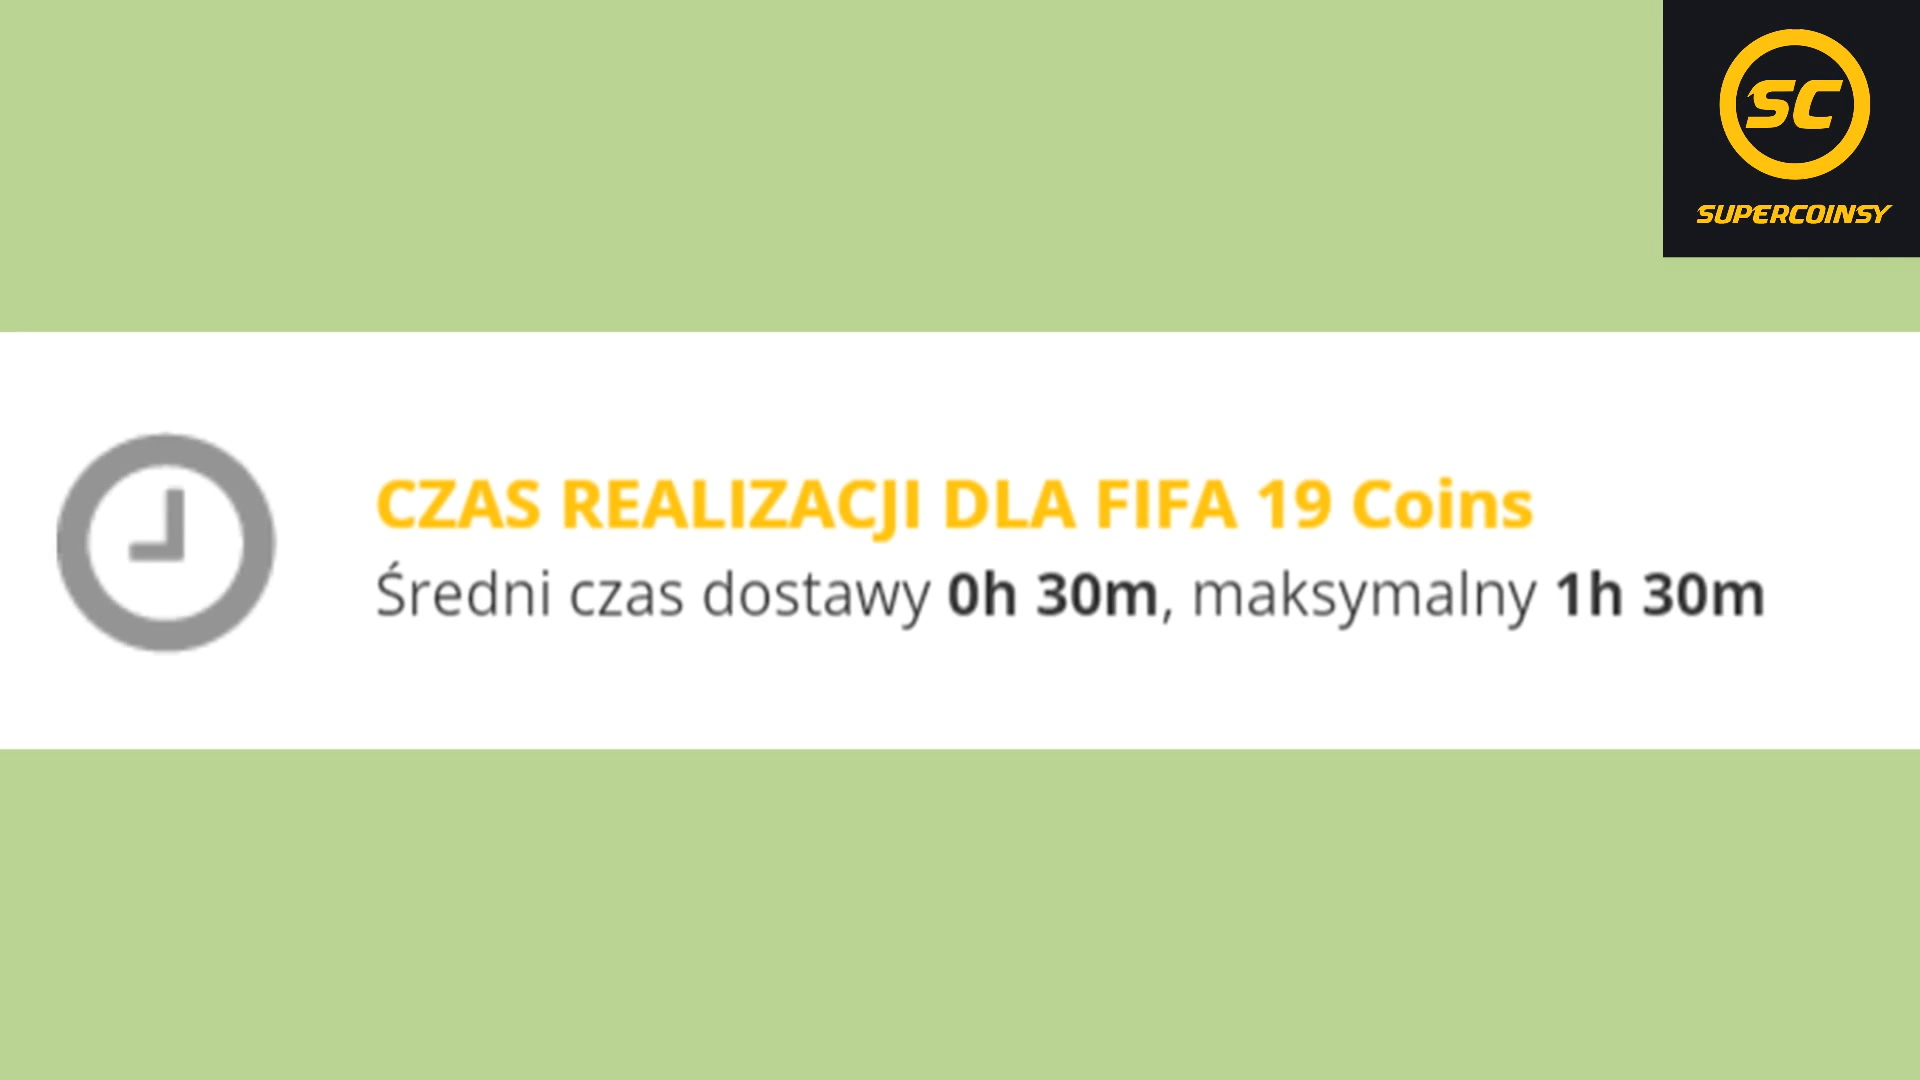 SC
SUPERCOINSY
CZAS REALIZACJI DLA FIFA 19 Coins
Średni czas dostawy 0h 30m, maksymalny 1h 30m